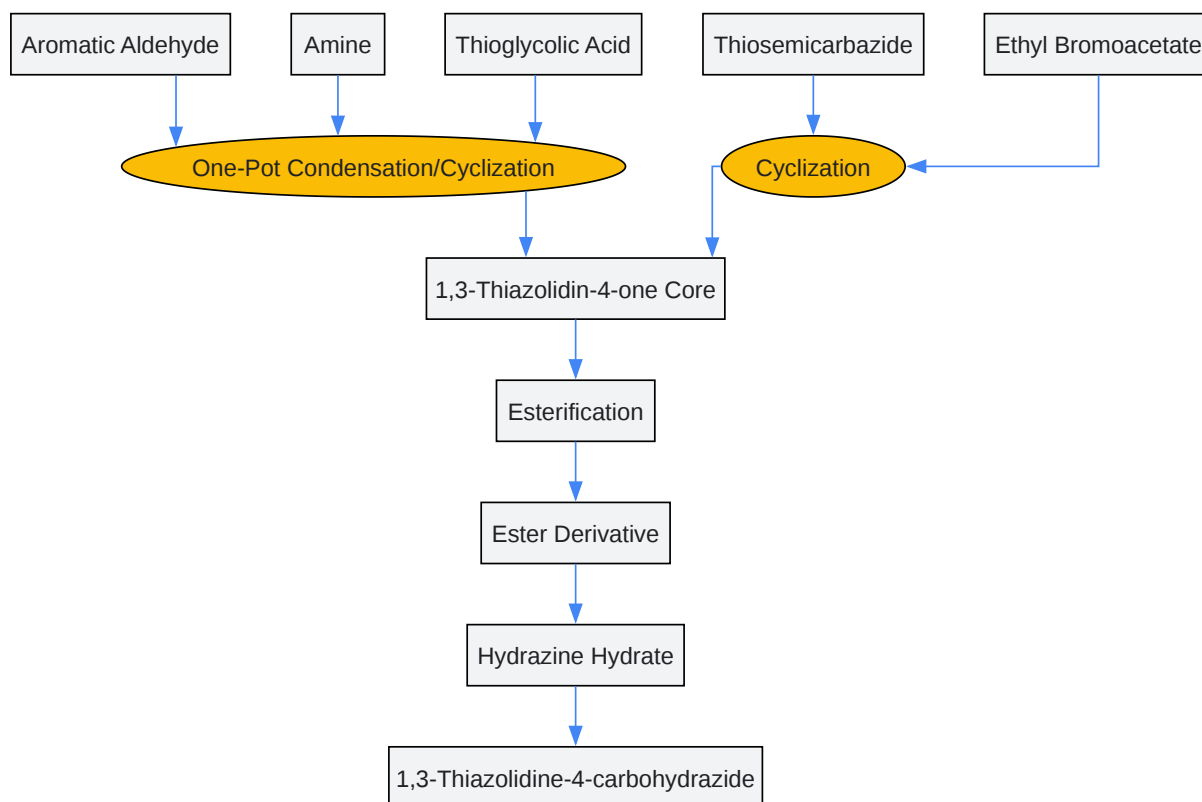 Aromatic Aldehyde
Amine
Thioglycolic Acid
Thiosemicarbazide
Ethyl Bromoacetate
One-Pot Condensation/Cyclization
Cyclization
1,3-Thiazolidin-4-one Core
Esterification
Ester Derivative
Hydrazine Hydrate
1,3-Thiazolidine-4-carbohydrazide